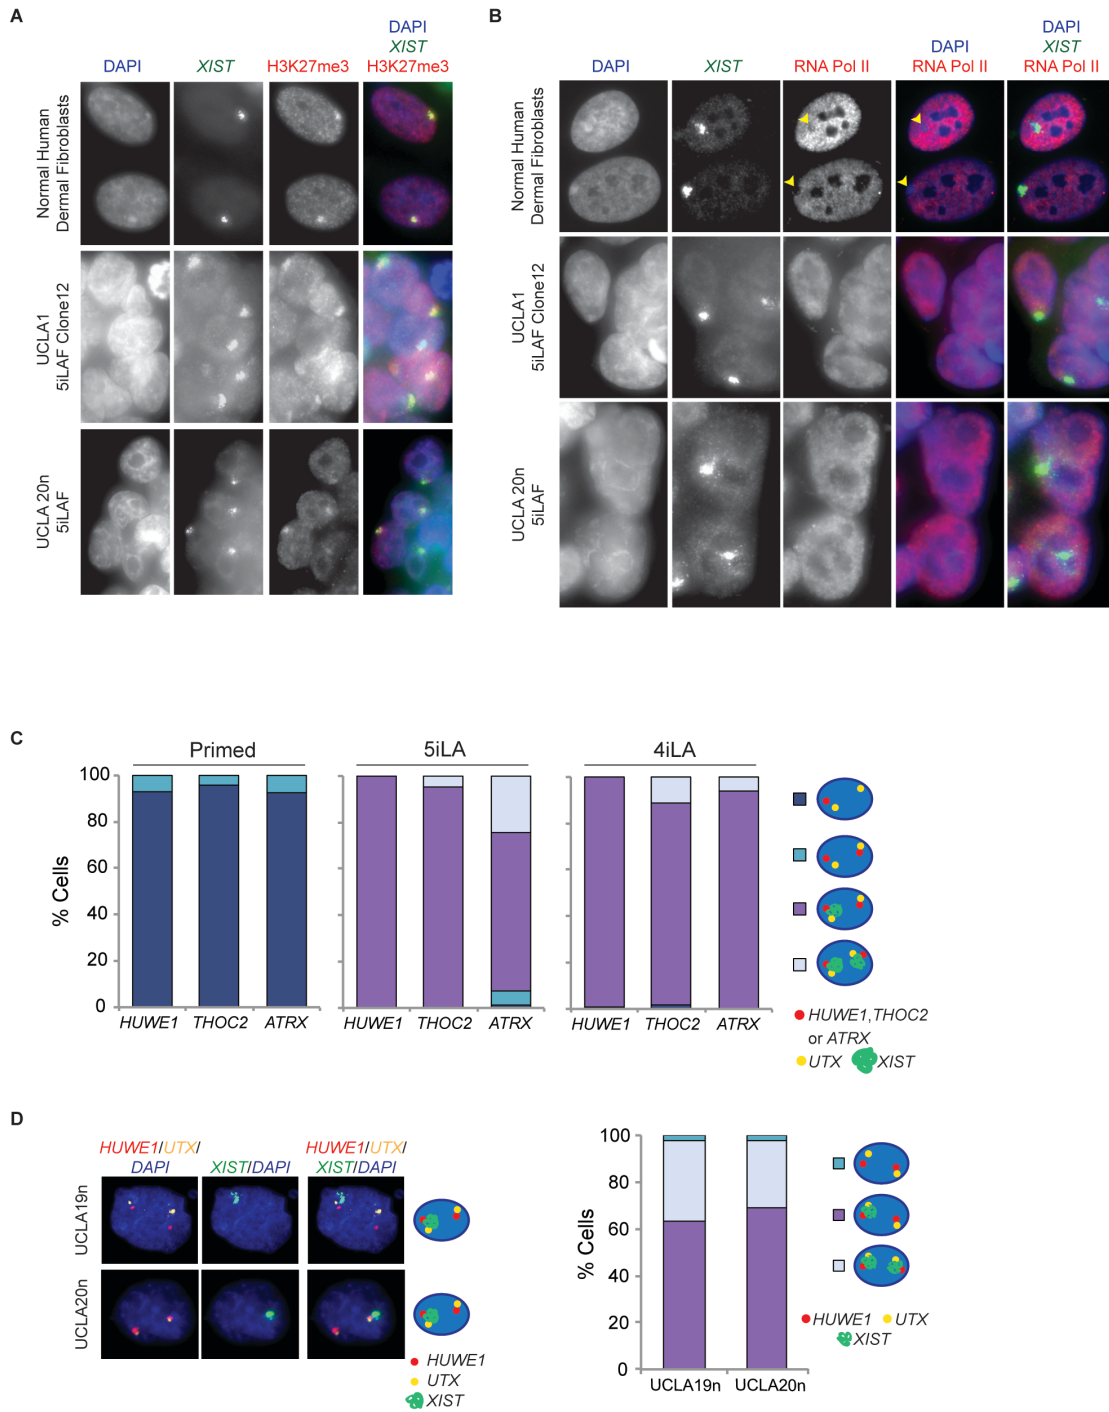 A
DAPI
XIST
H3K27me3
DAPI
XIST
H3K27me3
Normal Human
Dermal Fibroblasts
UCLA1
5iLAF Clone12
UCLA 20n
5iLAF
B
DAPI
XIST
RNA Pol II
DAPI
RNA Pol II
DAPI
XIST
RNA Pol II
Normal Human
Dermal Fibroblasts
UCLA1
5iLAF Clone12
UCLA 20n
5iLAF
C
Primed
5iLA
4iLA
% Cells
100
80
60
40
20
0
HUWE1
THOC2
ATRX
HUWE1
THOC2
ATRX
HUWE1
THOC2
ATRX
HUWE1,THOC2
or ATRX
UTX
XIST
D
HUWE1/UTX/
DAPI
XIST/DAPI
HUWE1/UTX/
XIST/DAPI
UCLA19n
UCLA20n
HUWE1
UTX
XIST
% Cells
100
80
60
40
20
0
UCLA19n
UCLA20n
HUWE1
UTX
XIST